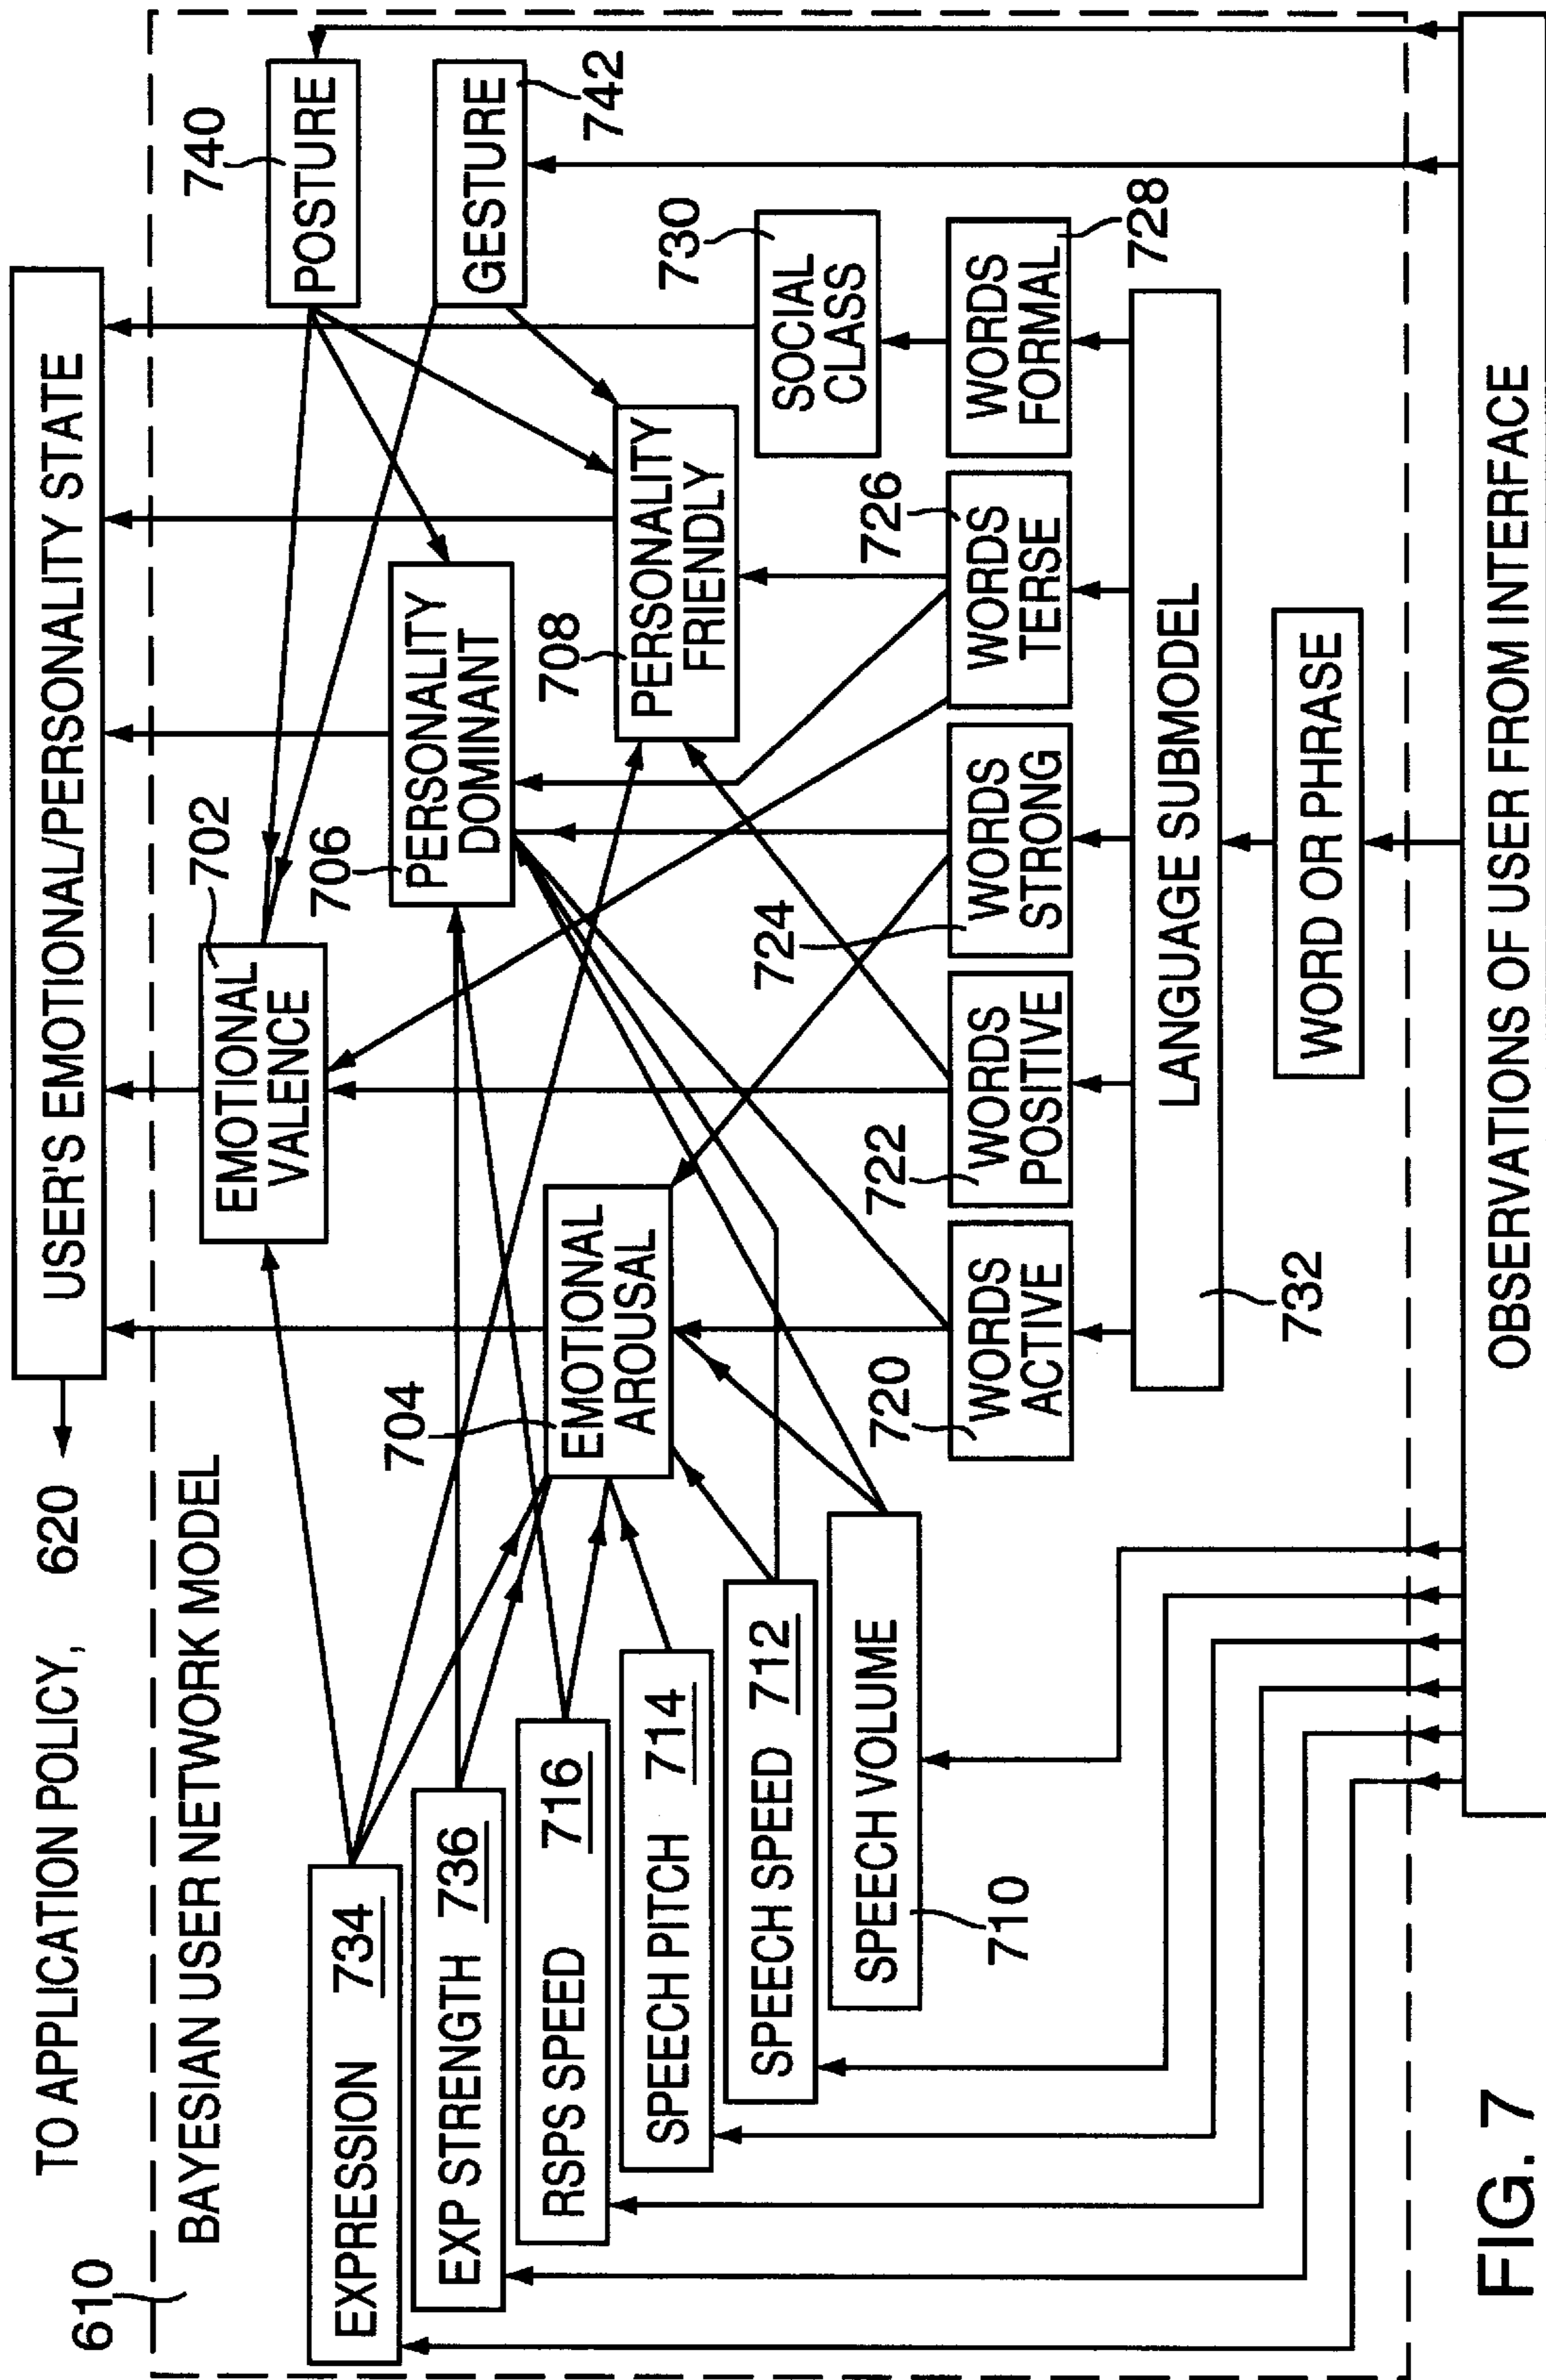 TO APPLICATION POLICY, 620
USER'S EMOTIONAL/PERSONALITY STATE
610
BAYESIAN USER NETWORK MODEL
702
EMOTIONAL
VALENCE
740
POSTURE
EXPRESSION 734
706
PERSONALITY
DOMINANT
GESTURE
742
EXP STRENGTH 736
704
EMOTIONAL
AROUSAL
708
PERSONALITY
FRIENDLY
730
SOCIAL
CLASS
RSPS SPEED 716
SPEECH PITCH 714
SPEECH SPEED 712
SPEECH VOLUME
710
720
WORDS
ACTIVE
722
WORDS
POSITIVE
724
WORDS
STRONG
726
WORDS
TERSE
WORDS
FORMAL
728
LANGUAGE SUBMODEL
732
WORD OR PHRASE
OBSERVATIONS OF USER FROM INTERFACE
FIG. 7